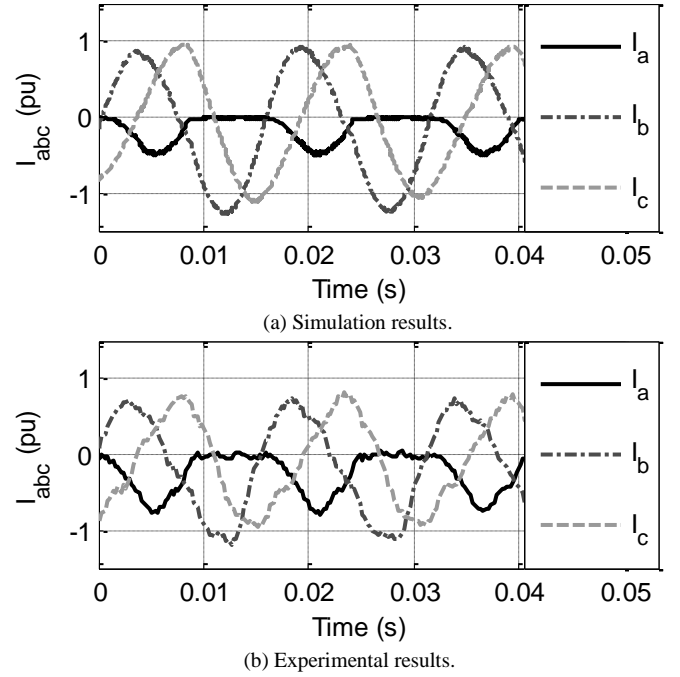 1
0
-1
I_abc (pu)
I_a
I_b
I_c
0 0.01 0.02 0.03 0.04 0.05
Time (s)
(a) Simulation results.
1
0
-1
I_abc (pu)
I_a
I_b
I_c
0 0.01 0.02 0.03 0.04 0.05
Time (s)
(b) Experimental results.